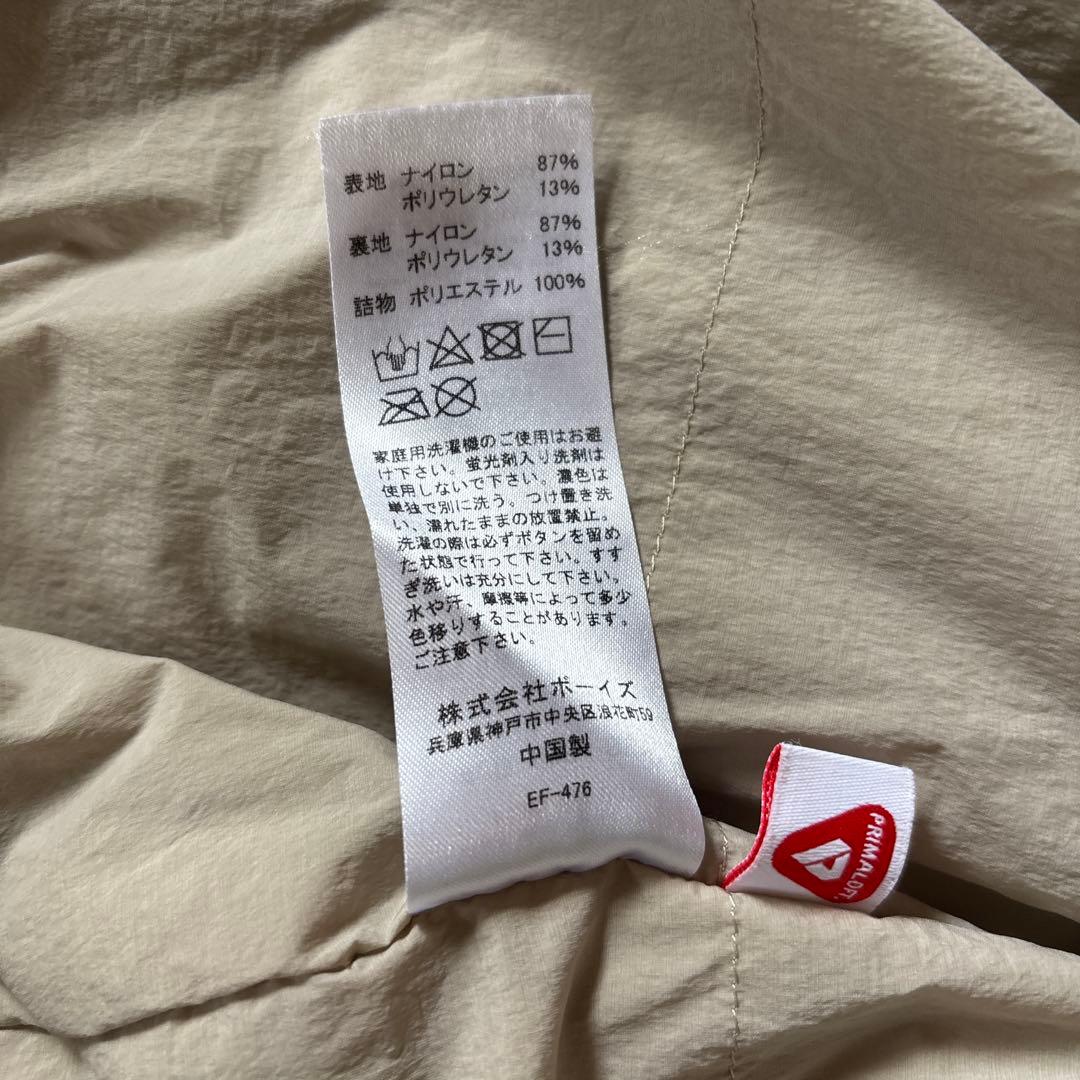 表地 ナイロン 87%
ポリウレタン 13%
裏地 ナイロン 87%
ポリウレタン 13%
詰物 ポリエステル 100%
家庭用洗濯機のご使用はお避
け下さい。蛍光剤入り洗剤は
使用しないで下さい。濃色は
単独で別に洗う。つけ置き洗
い、濡れたままの放置禁止。
洗濯の際は必ずボタンを留め
た状態で行って下さい。すす
ぎ洗いは充分にして下さい。
水や汗、摩擦等によって多少
色移りすることがあります。
ご注意下さい。
株式会社ボーイズ
兵庫県神戸市中央区浪花町59
中国製
EF-476
PRIMALOFT